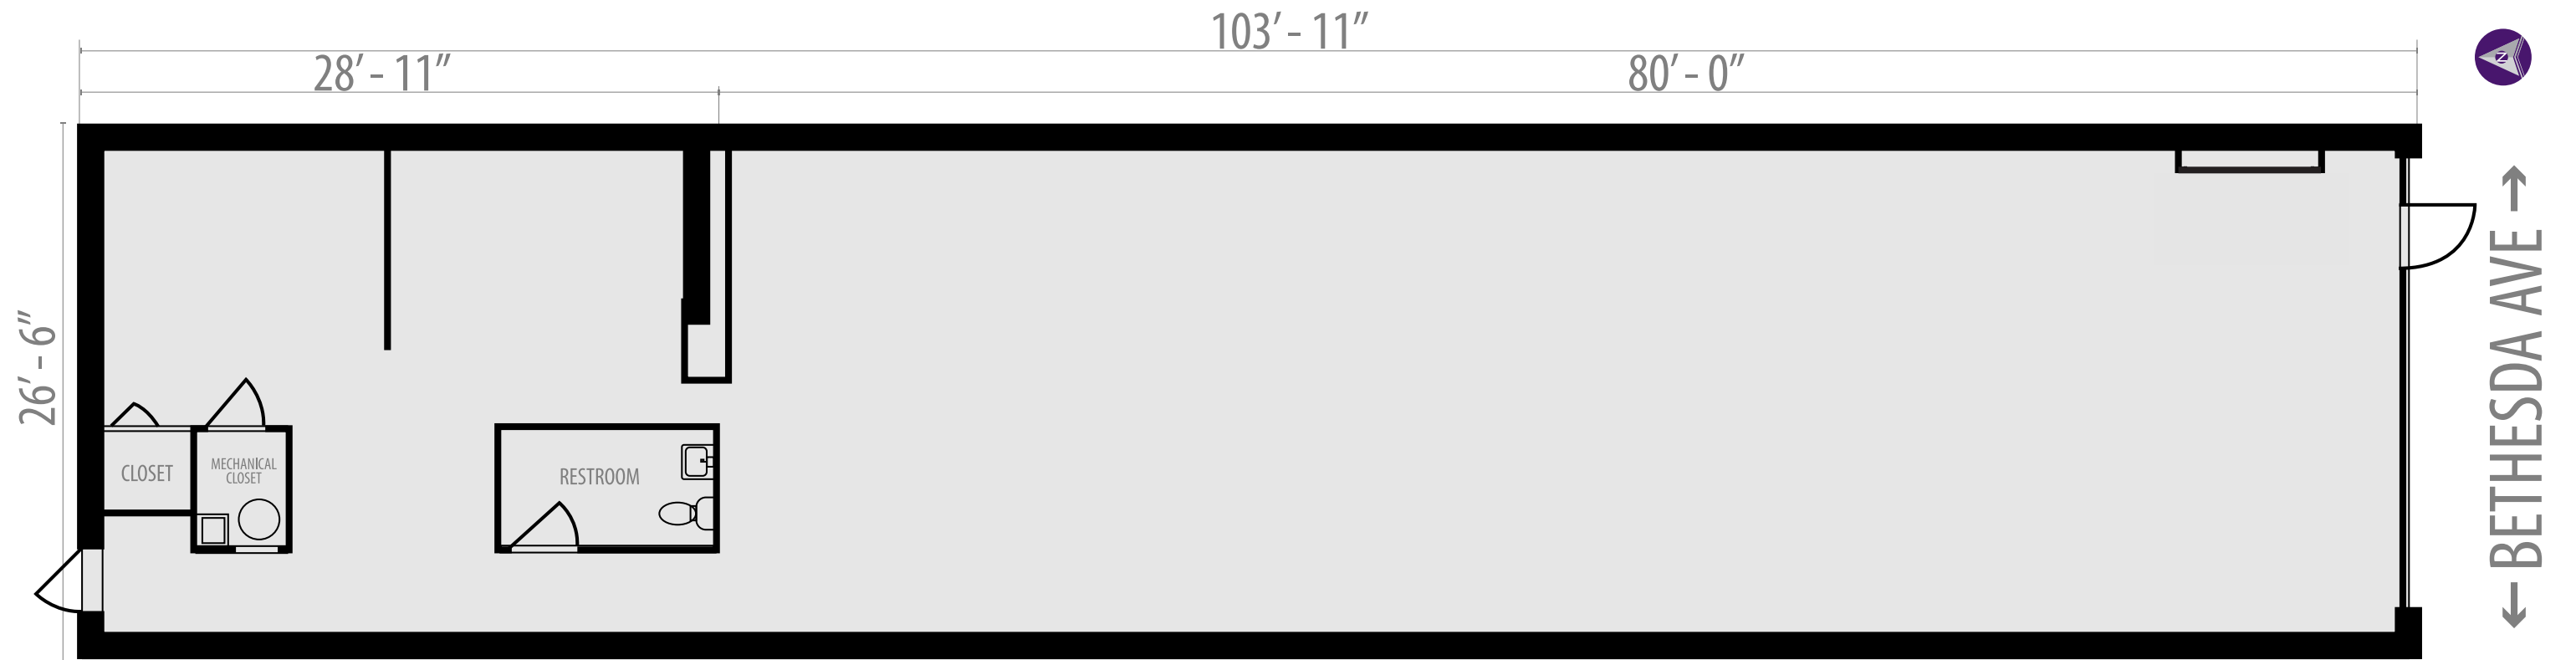 103' - 11"
28' - 11"
80' - 0"
N
26' - 6"
← BETHESDA AVE →
CLOSET
MECHANICAL
CLOSET
RESTROOM